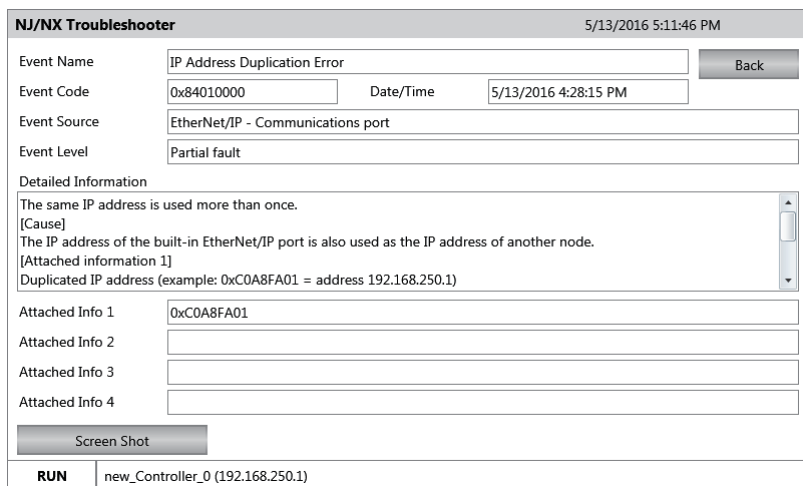 NJ/NX Troubleshooter 5/13/2016 5:11:46 PM
Event Name IP Address Duplication Error Back
Event Code 0x84010000 Date/Time 5/13/2016 4:28:15 PM
Event Source EtherNet/IP - Communications port
Event Level Partial fault
Detailed Information
The same IP address is used more than once.
[Cause]
The IP address of the built-in EtherNet/IP port is also used as the IP address of another node.
[Attached information 1]
Duplicated IP address (example: 0xC0A8FA01 = address 192.168.250.1)
Attached Info 1 0xC0A8FA01
Attached Info 2
Attached Info 3
Attached Info 4
Screen Shot
RUN new_Controller_0 (192.168.250.1)